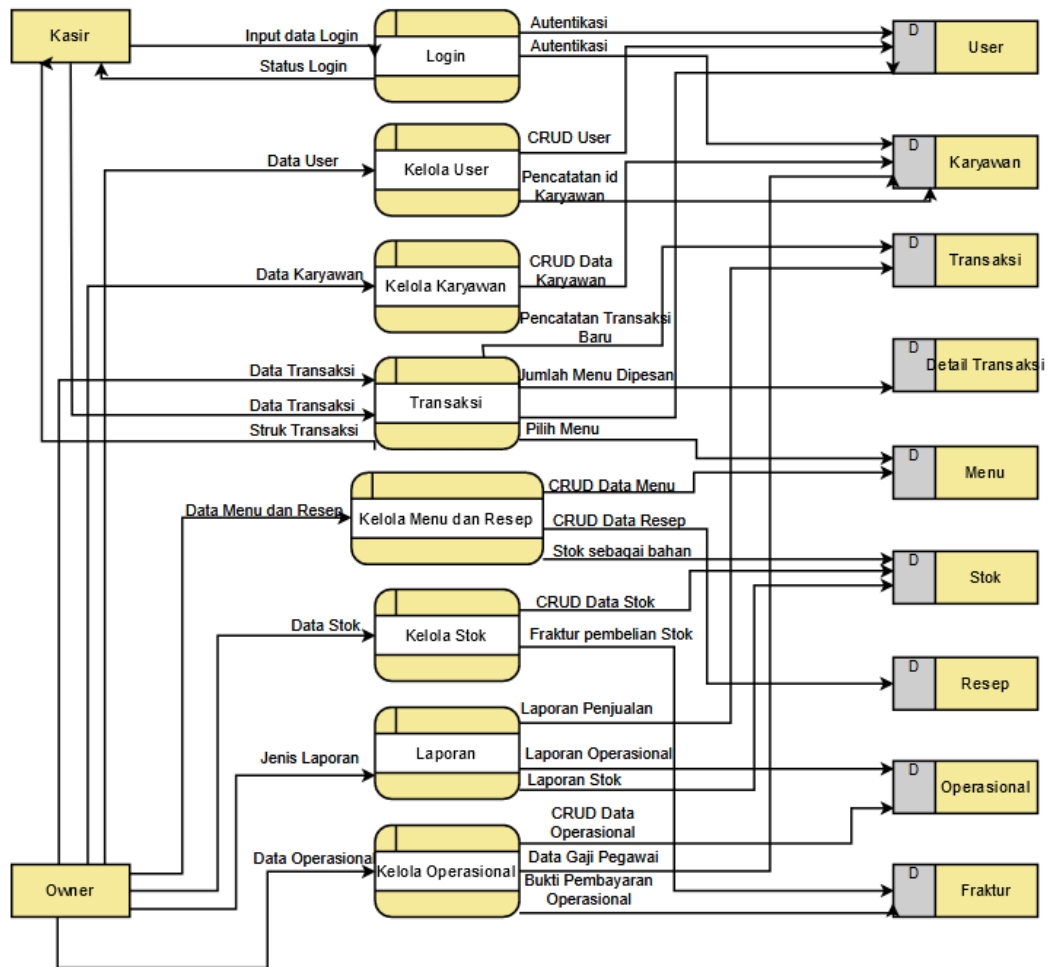 Kasir
Input data Login
Status Login
Login
Autentikasi
Autentikasi
D
User
Data User
Kelola User
CRUD User
Pencatatan id
Karyawan
D
Karyawan
Data Karyawan
Kelola Karyawan
CRUD Data
Karyawan
D
Transaksi
Pencatatan Transaksi
Baru
Data Transaksi
Data Transaksi
Struk Transaksi
Transaksi
Jumlah Menu Dipesan
Pilih Menu
D
Detail Transaksi
D
Menu
Data Menu dan Resep
Kelola Menu dan Resep
CRUD Data Menu
CRUD Data Resep
Stok sebagai bahan
D
Stok
Data Stok
Kelola Stok
CRUD Data Stok
Fraktur pembelian Stok
D
Resep
Jenis Laporan
Laporan
Laporan Penjualan
Laporan Operasional
Laporan Stok
D
Operasional
Owner
Data Operasional
Kelola Operasional
CRUD Data
Operasional
Data Gaji Pegawai
Bukti Pembayaran
Operasional
D
Fraktur